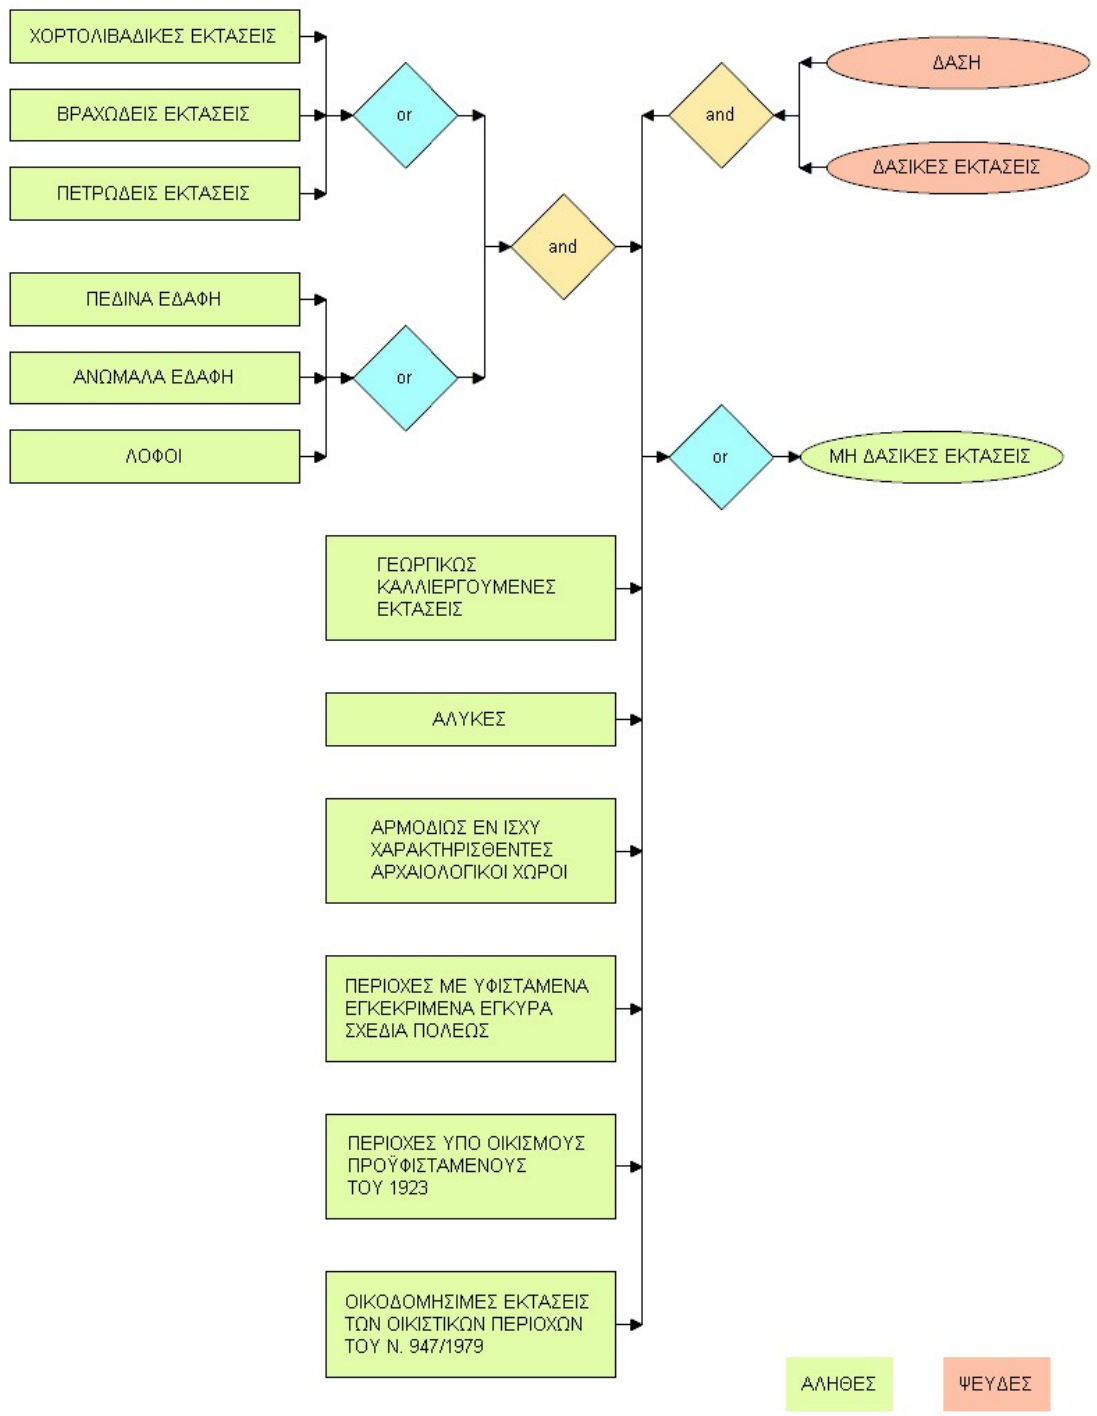 ΧΟΡΤΟΛΙΒΑΔΙΚΕΣ ΕΚΤΑΣΕΙΣ
ΒΡΑΧΩΔΕΙΣ ΕΚΤΑΣΕΙΣ
ΠΕΤΡΩΔΕΙΣ ΕΚΤΑΣΕΙΣ
or
and
ΔΑΣΗ
ΔΑΣΙΚΕΣ ΕΚΤΑΣΕΙΣ
and
ΠΕΔΙΝΑ ΕΔΑΦΗ
ΑΝΩΜΑΛΑ ΕΔΑΦΗ
ΛΟΦΟΙ
or
or
ΜΗ ΔΑΣΙΚΕΣ ΕΚΤΑΣΕΙΣ
ΓΕΩΡΓΙΚΩΣ
ΚΑΛΛΙΕΡΓΟΥΜΕΝΕΣ
ΕΚΤΑΣΕΙΣ
ΑΛΥΚΕΣ
ΑΡΜΟΔΙΩΣ ΕΝ ΙΣΧΥ
ΧΑΡΑΚΤΗΡΙΣΘΕΝΤΕΣ
ΑΡΧΑΙΟΛΟΓΙΚΟΙ ΧΩΡΟΙ
ΠΕΡΙΟΧΕΣ ΜΕ ΥΦΙΣΤΑΜΕΝΑ
ΕΓΚΕΚΡΙΜΕΝΑ ΕΓΚΥΡΑ
ΣΧΕΔΙΑ ΠΟΛΕΩΣ
ΠΕΡΙΟΧΕΣ ΥΠΟ ΟΙΚΙΣΜΟΥΣ
ΠΡΟΫΦΙΣΤΑΜΕΝΟΥΣ
ΤΟΥ 1923
ΟΙΚΟΔΟΜΗΣΙΜΕΣ ΕΚΤΑΣΕΙΣ
ΤΩΝ ΟΙΚΙΣΤΙΚΩΝ ΠΕΡΙΟΧΩΝ
ΤΟΥ Ν. 947/1979
ΑΛΗΘΕΣ
ΨΕΥΔΕΣ